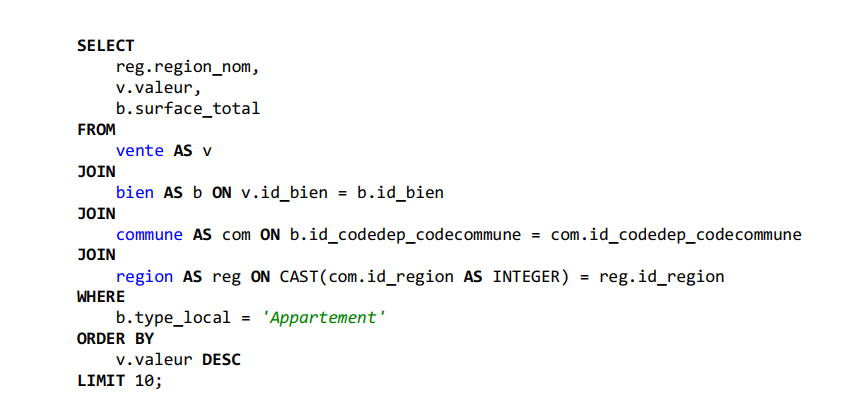 SELECT
    reg.region_nom,
    v.valeur,
    b.surface_total
FROM
    vente AS v
JOIN
    bien AS b ON v.id_bien = b.id_bien
JOIN
    commune AS com ON b.id_codedep_codecommune = com.id_codedep_codecommune
JOIN
    region AS reg ON CAST(com.id_region AS INTEGER) = reg.id_region
WHERE
    b.type_local = 'Appartement'
ORDER BY
    v.valeur DESC
LIMIT 10;